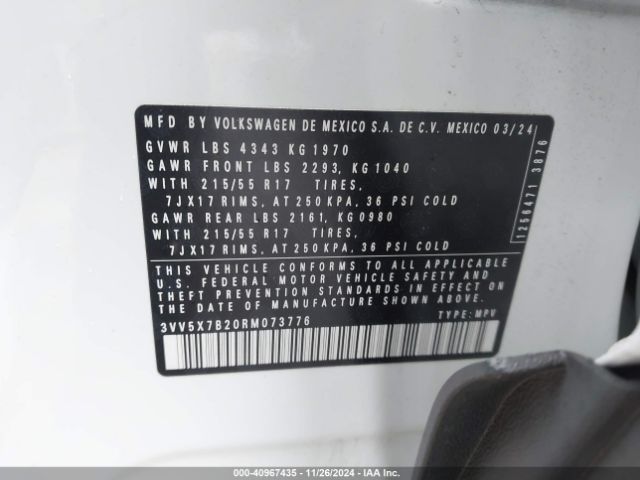 MFD BY VOLKSWAGEN DE MEXICO S.A. DE C.V. MEXICO 03/24
GVWR LBS 4343 KG 1970
GAWR FRONT LBS 2293, KG 1040
WITH 215/55 R17 TIRES,
7JX17 RIMS, AT 250 KPA, 36 PSI COLD
GAWR REAR LBS 2161, KG 0980
WITH 215/55 R17 TIRES,
7JX17 RIMS, AT 250 KPA, 36 PSI COLD
THIS VEHICLE CONFORMS TO ALL APPLICABLE
U.S. FEDERAL MOTOR VEHICLE SAFETY AND
THEFT PREVENTION STANDARDS IN EFFECT ON
THE DATE OF MANUFACTURE SHOWN ABOVE.
3VV5X7B20RM073776 TYPE: MPV
1256471 3876
000-40967435 - 11/26/2024 - IAA Inc.